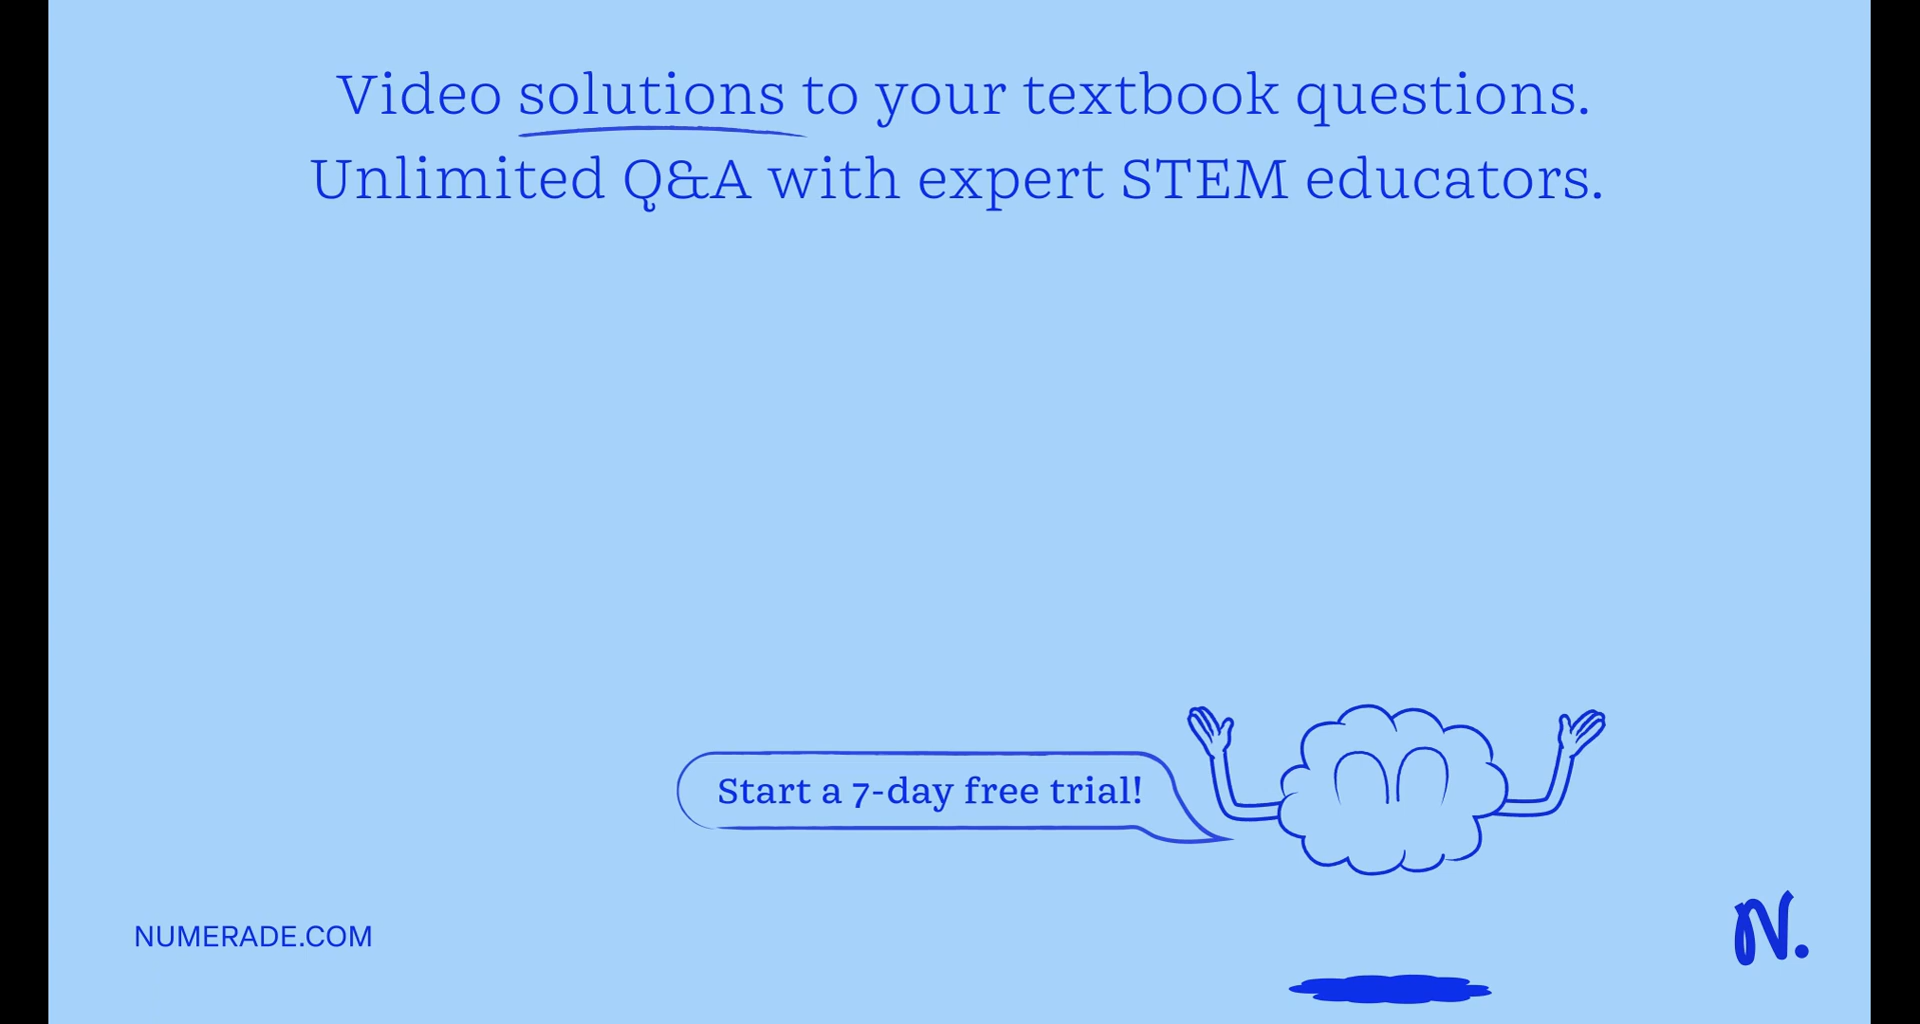 Video solutions to your textbook questions.
Unlimited Q&A with expert STEM educators.
Start a 7-day free trial!
NUMERADE.COM
N.